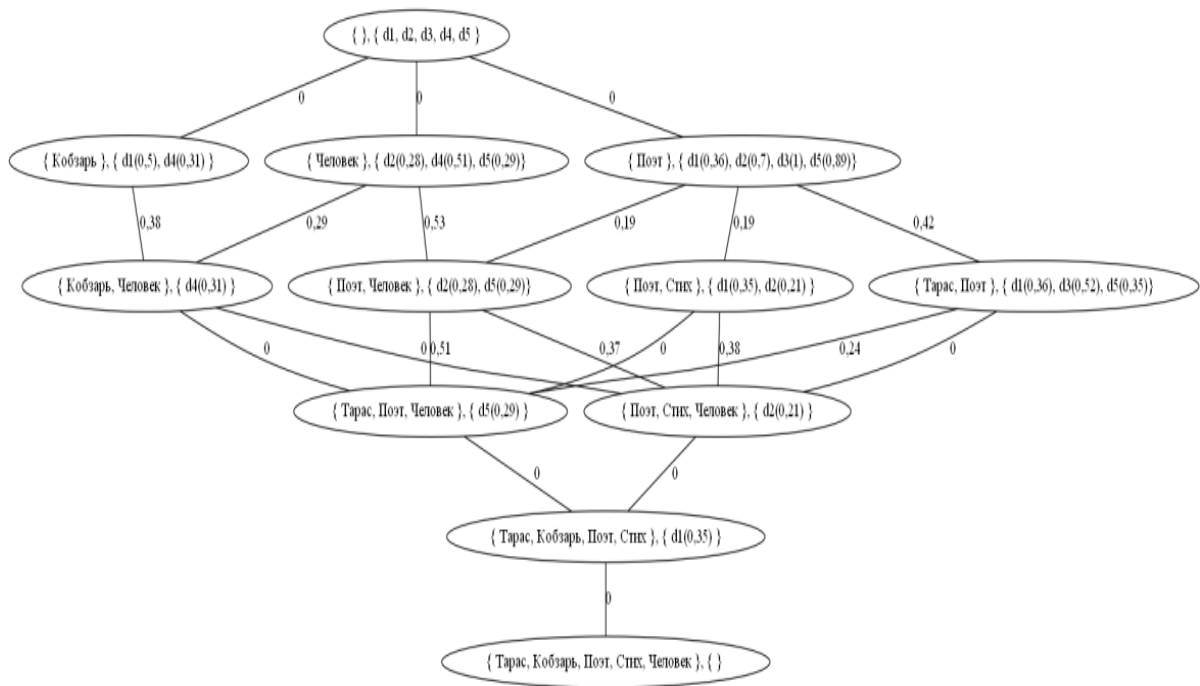 { }, { d1, d2, d3, d4, d5 }
0 0 0
{ Кобзарь }, { d1(0,5), d4(0,31) }
{ Человек }, { d2(0,28), d4(0,51), d5(0,29)}
{ Поэт }, { d1(0,36), d2(0,7), d3(1), d5(0,89)}
0,38 0,29 0,53 0,19 0,19 0,42
{ Кобзарь, Человек }, { d4(0,31) }
{ Поэт, Человек }, { d2(0,28), d5(0,29)}
{ Поэт, Стих }, { d1(0,35), d2(0,21) }
{ Тарас, Поэт }, { d1(0,36), d3(0,52), d5(0,35)}
0 0 0,51 0,37 0 0,38 0,24 0
{ Тарас, Поэт, Человек }, { d5(0,29) }
{ Поэт, Стих, Человек }, { d2(0,21) }
0 0
{ Тарас, Кобзарь, Поэт, Стих }, { d1(0,35) }
0
{ Тарас, Кобзарь, Поэт, Стих, Человек }, { }